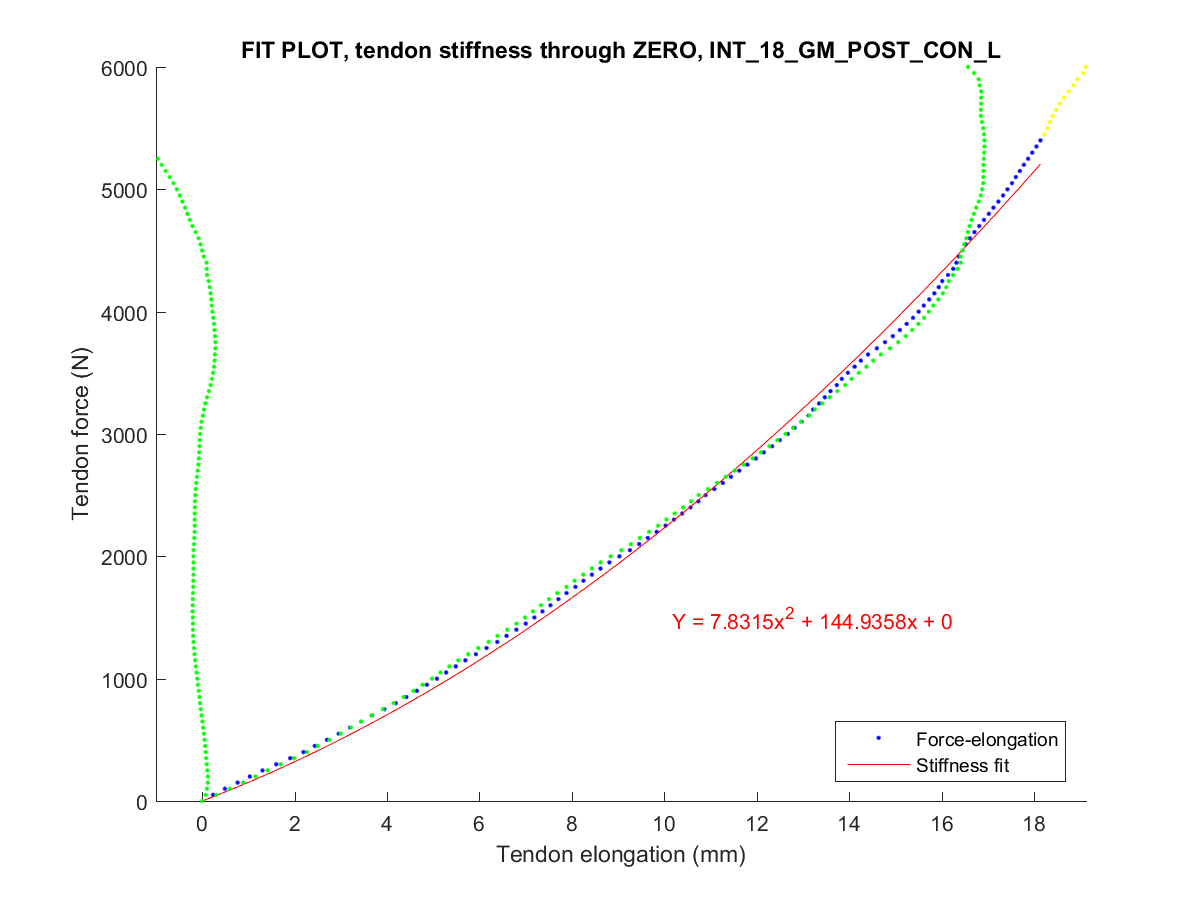 FIT PLOT, tendon stiffness through ZERO, INT_18_GM_POST_CON_L
6000
5000
4000
3000
2000
1000
0
Tendon force (N)
Y = 7.8315x² + 144.9358x + 0
Force-elongation
Stiffness fit
0 2 4 6 8 10 12 14 16 18
Tendon elongation (mm)